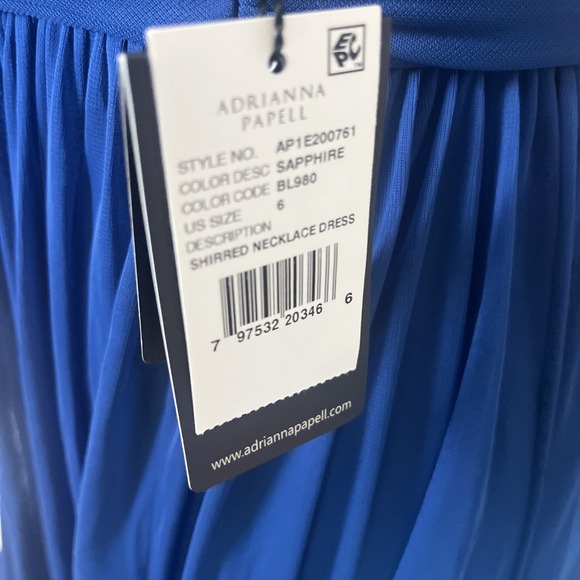 EPC™
ADRIANNA
PAPELL
STYLE NO. AP1E200761
COLOR DESC SAPPHIRE
COLOR CODE BL980
US SIZE 6
DESCRIPTION
SHIRRED NECKLACE DRESS
7 97532 20346 6
www.adriannapapell.com